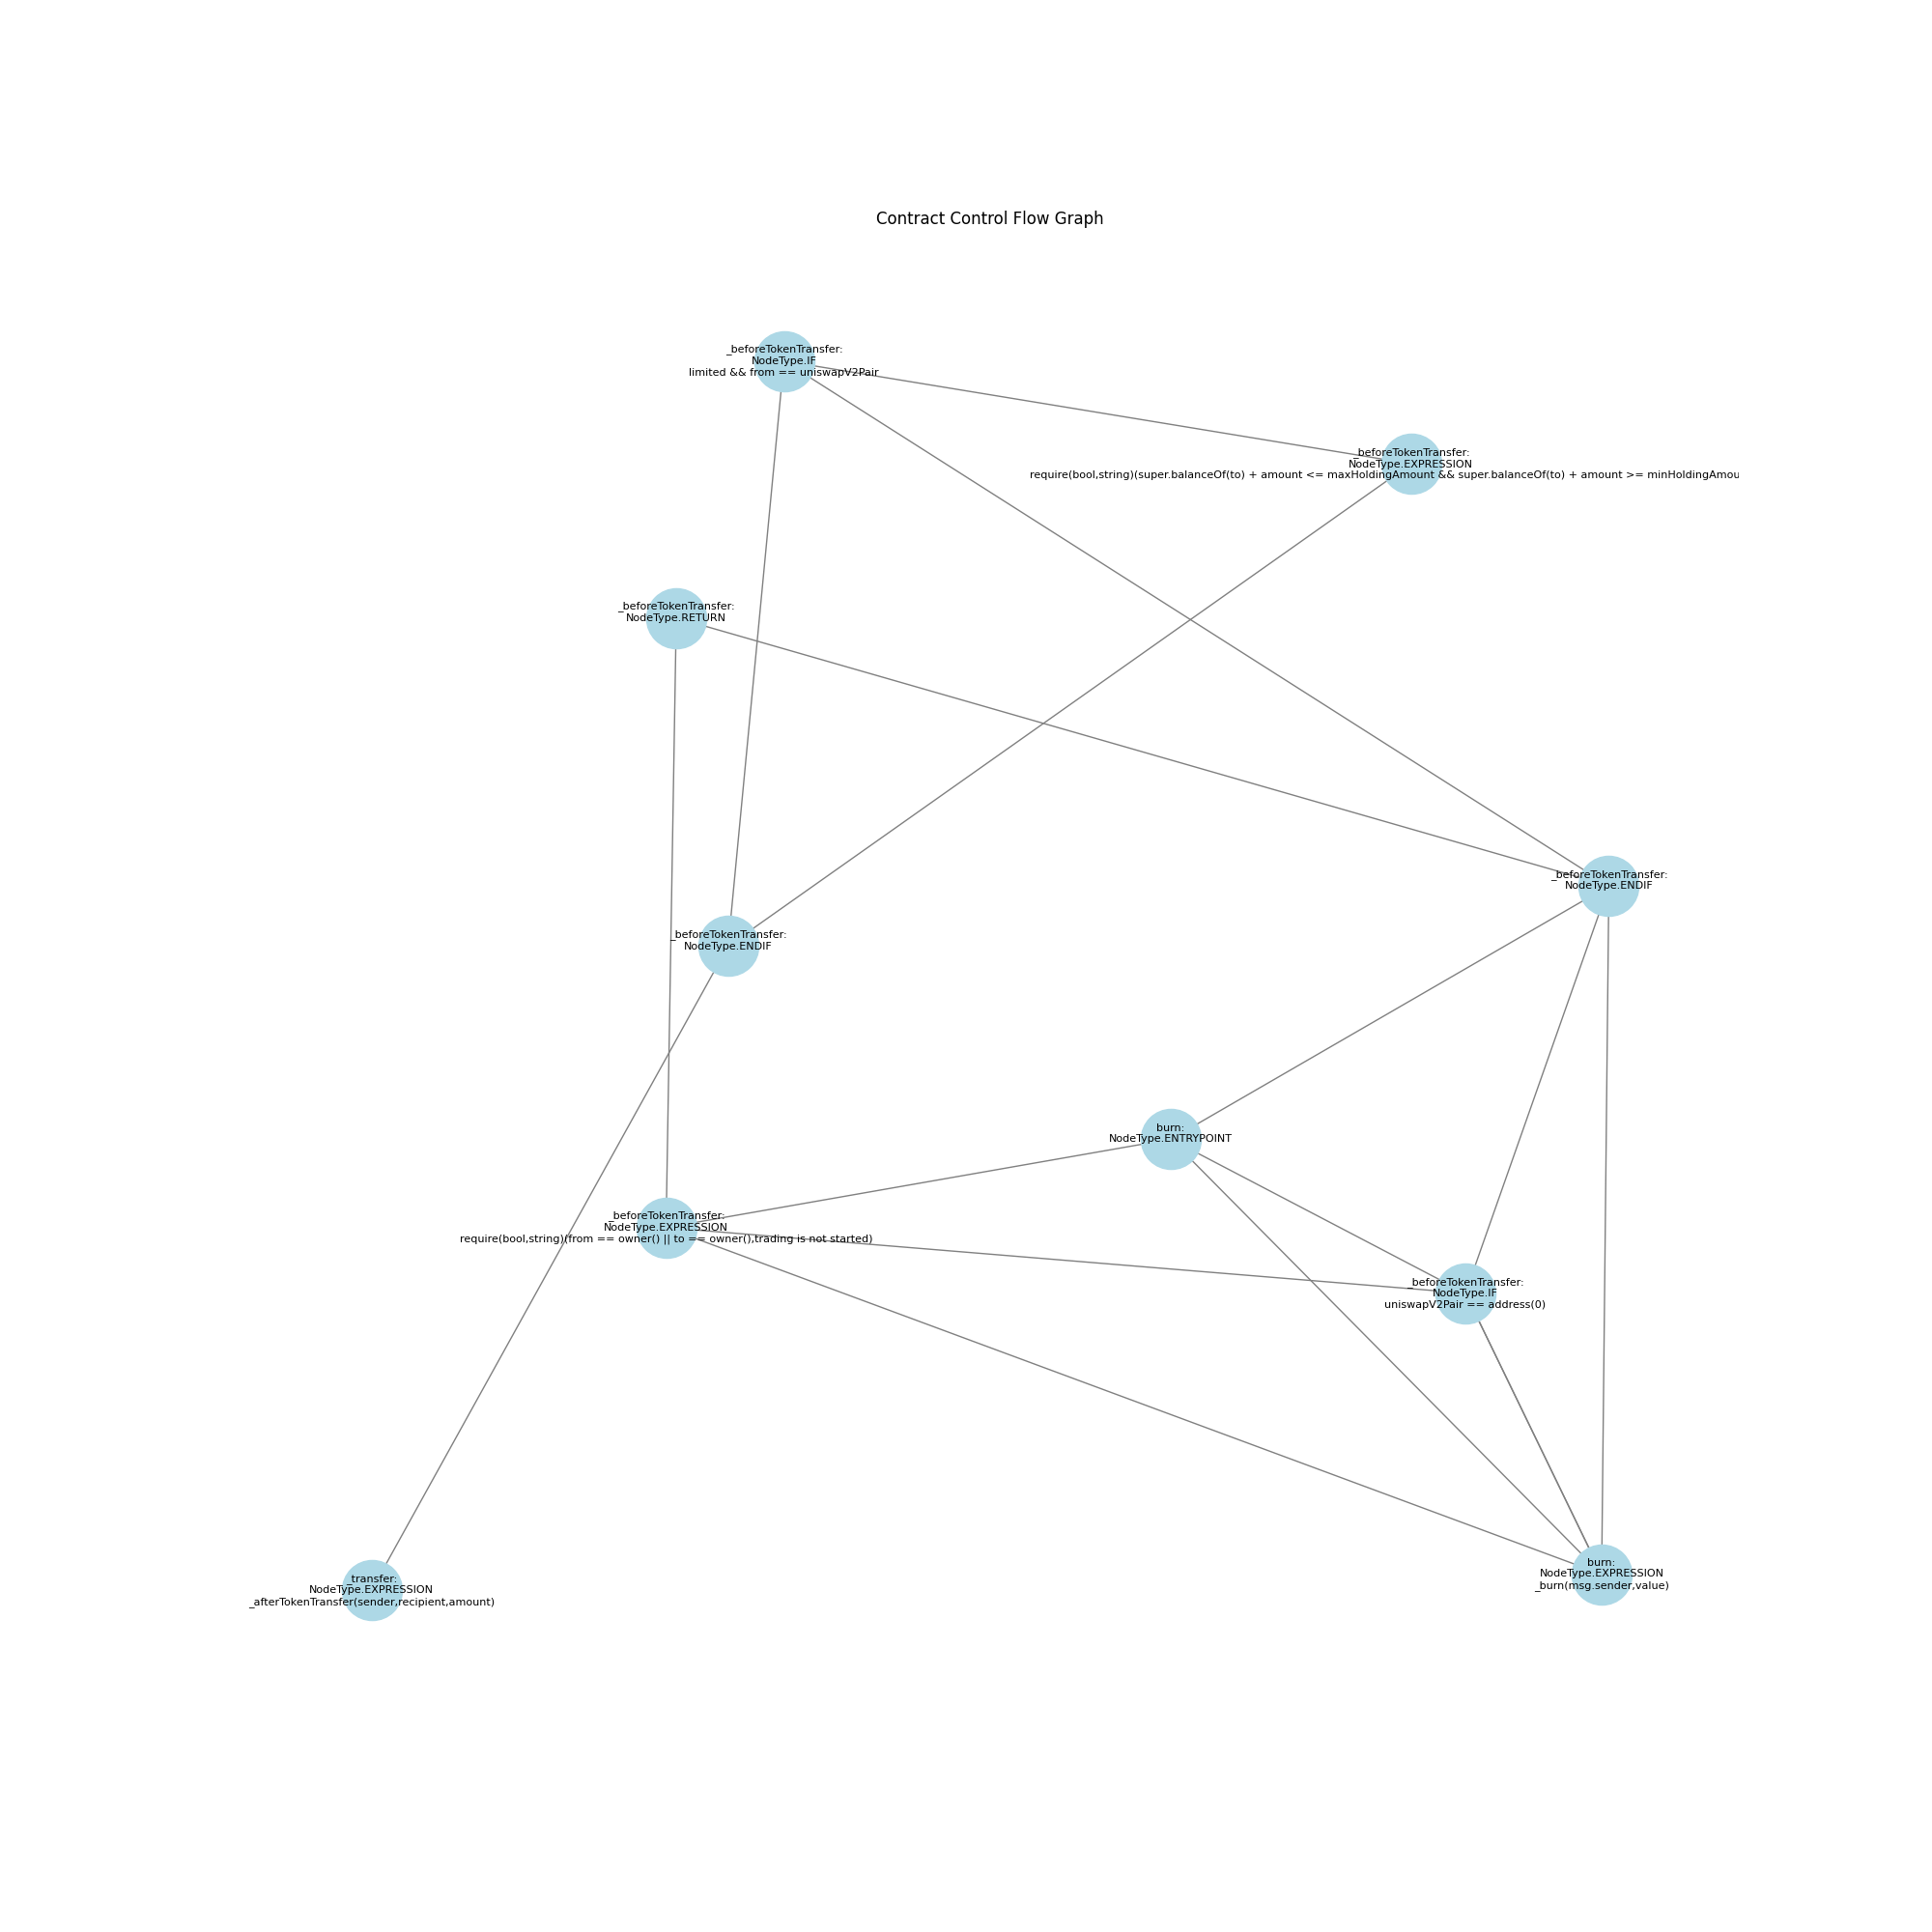 Contract Control Flow Graph
_beforeTokenTransfer:
NodeType.IF
limited && from == uniswapV2Pair
_beforeTokenTransfer:
NodeType.EXPRESSION
require(bool,string)(super.balanceOf(to) + amount <= maxHoldingAmount && super.balanceOf(to) + amount >= minHoldingAmou
_beforeTokenTransfer:
NodeType.RETURN
_beforeTokenTransfer:
NodeType.ENDIF
_beforeTokenTransfer:
NodeType.ENDIF
burn:
NodeType.ENTRYPOINT
_beforeTokenTransfer:
NodeType.EXPRESSION
require(bool,string)(from == owner() || to == owner(),trading is not started)
_beforeTokenTransfer:
NodeType.IF
uniswapV2Pair == address(0)
burn:
NodeType.EXPRESSION
_burn(msg.sender,value)
_transfer:
NodeType.EXPRESSION
_afterTokenTransfer(sender,recipient,amount)